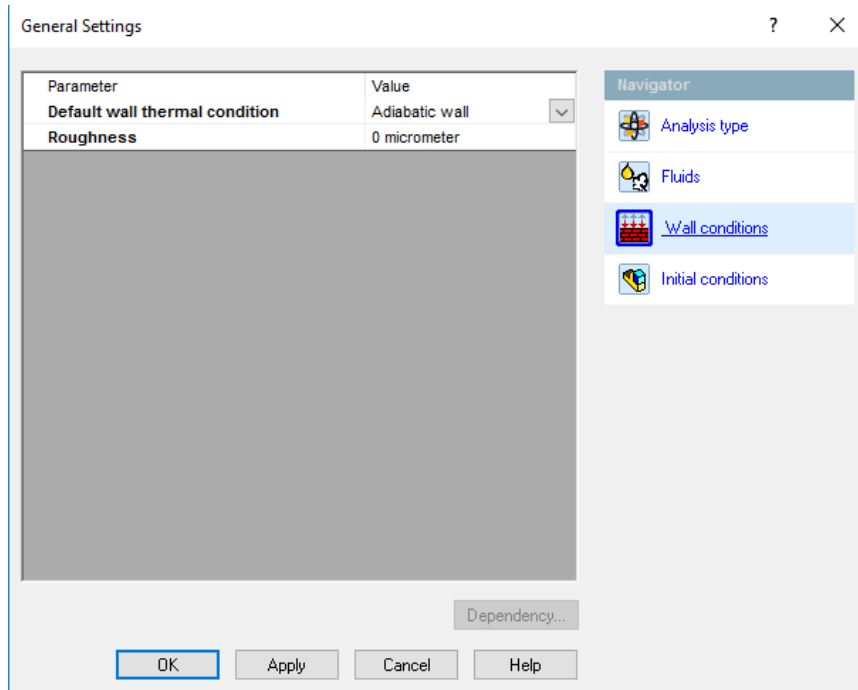 General Settings ?
Parameter Value
Default wall thermal condition Adiabatic wall
Roughness 0 micrometer
Navigator
Analysis type
Fluids
Wall conditions
Initial conditions
Dependency...
OK Apply Cancel Help